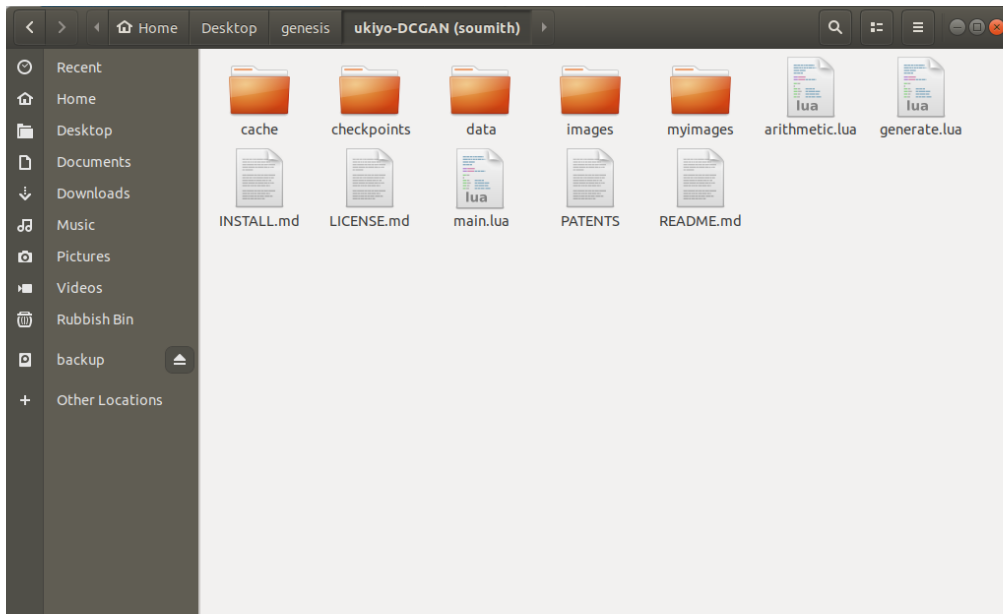 Home Desktop genesis ukiyo-DCGAN (soumith)
Recent
Home
Desktop
Documents
Downloads
Music
Pictures
Videos
Rubbish Bin
backup
Other Locations
cache checkpoints data images myimages arithmetic.lua generate.lua
INSTALL.md LICENSE.md main.lua PATENTS README.md
lua lua
lua